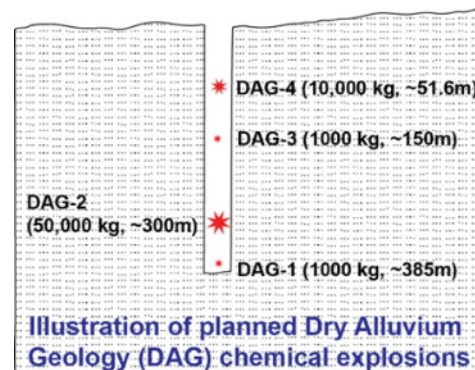 DAG-4 (10,000 kg, ~51.6m)
DAG-3 (1000 kg, ~150m)
DAG-2
(50,000 kg, ~300m)
DAG-1 (1000 kg, ~385m)
Illustration of planned Dry Alluvium
Geology (DAG) chemical explosions